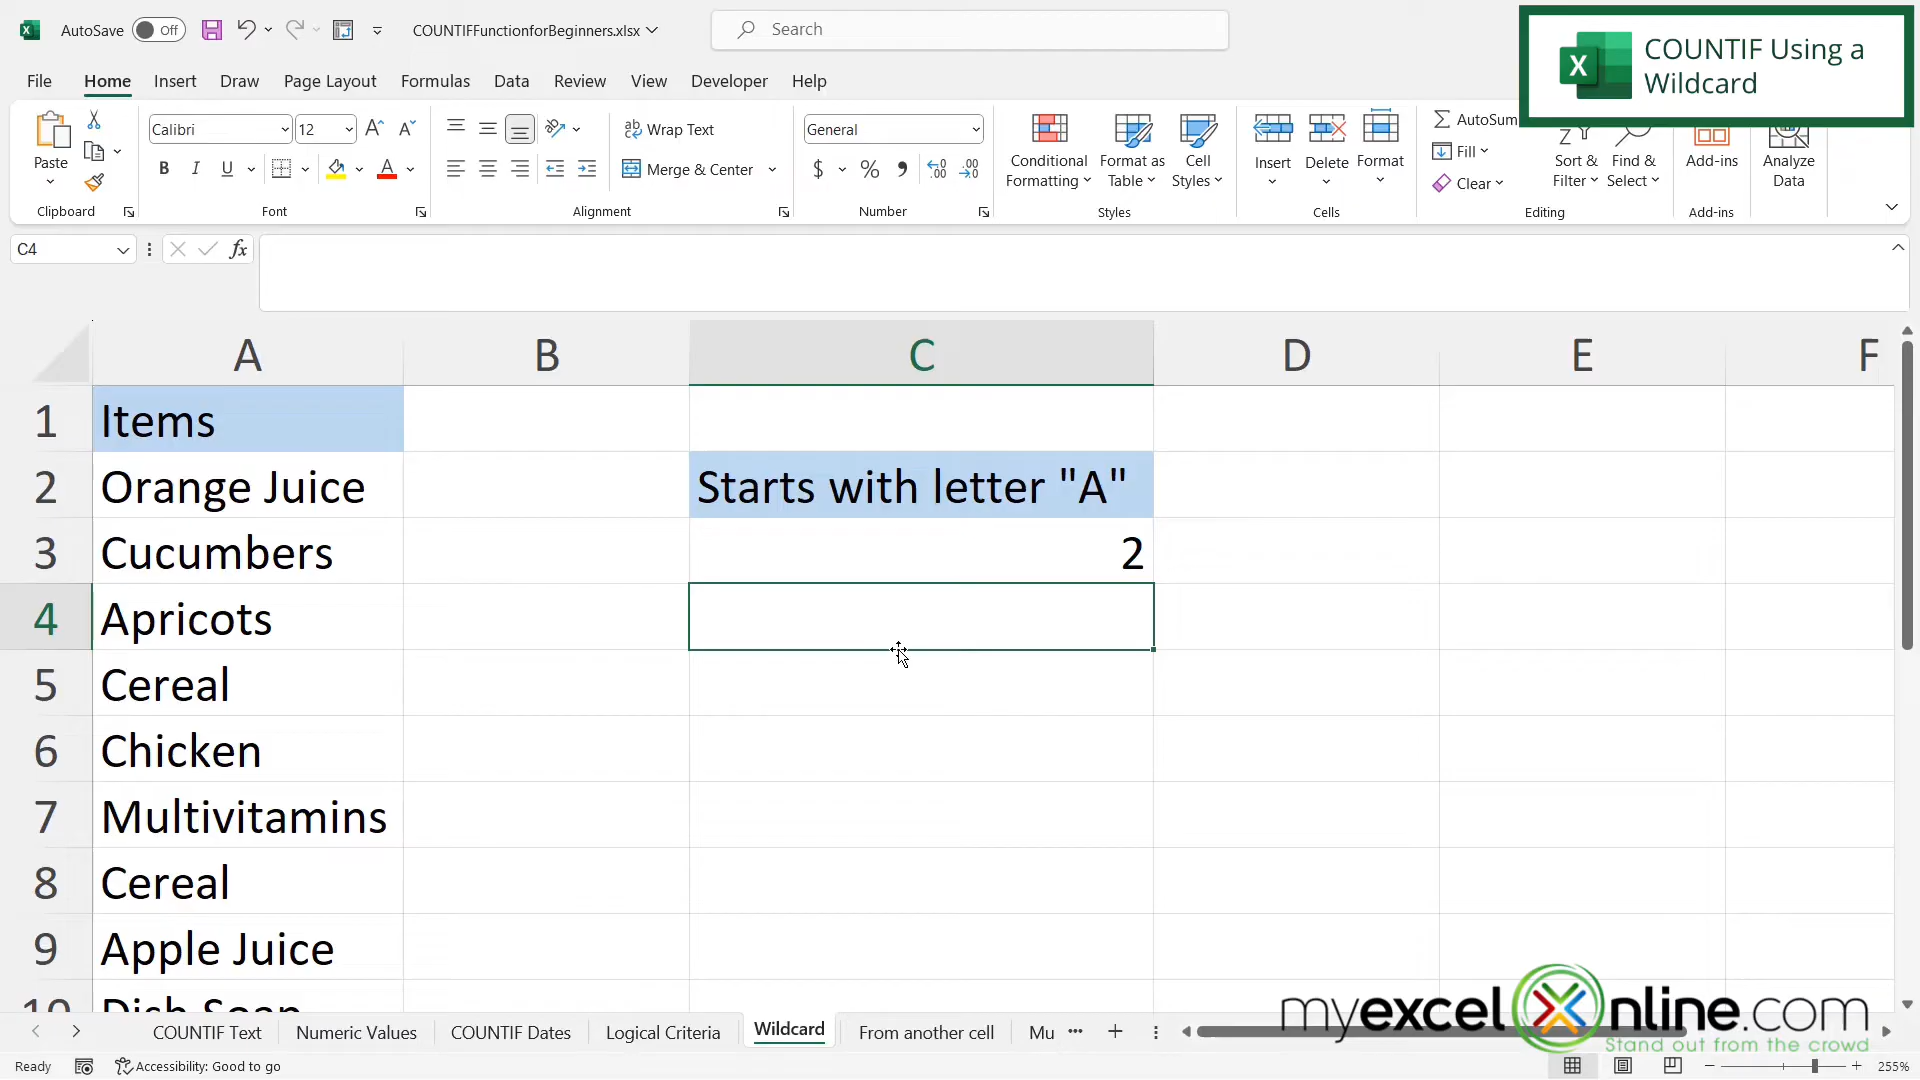 AutoSave Off COUNTIFFunctionforBeginners.xlsx Search
COUNTIF Using a
Wildcard
File Home Insert Draw Page Layout Formulas Data Review View Developer Help
Paste
Calibri 12
Wrap Text
General
Conditional
Formatting
Format as
Table
Cell
Styles
Insert Delete Format
AutoSum
Fill
Clear
Sort &
Filter
Find &
Select
Add-ins
Analyze
Data
B I U
Merge & Center
$ % ,
Clipboard Font Alignment Number Styles Cells Editing Add-ins
C4 fx
A B C D E F
1 Items
2 Orange Juice Starts with letter "A"
3 Cucumbers 2
4 Apricots
5 Cereal
6 Chicken
7 Multivitamins
8 Cereal
9 Apple Juice
10 Dish Soap
myexcelonline.com
Stand out from the crowd
COUNTIF Text Numeric Values COUNTIF Dates Logical Criteria Wildcard From another cell Mu ...
Ready Accessibility: Good to go 255%